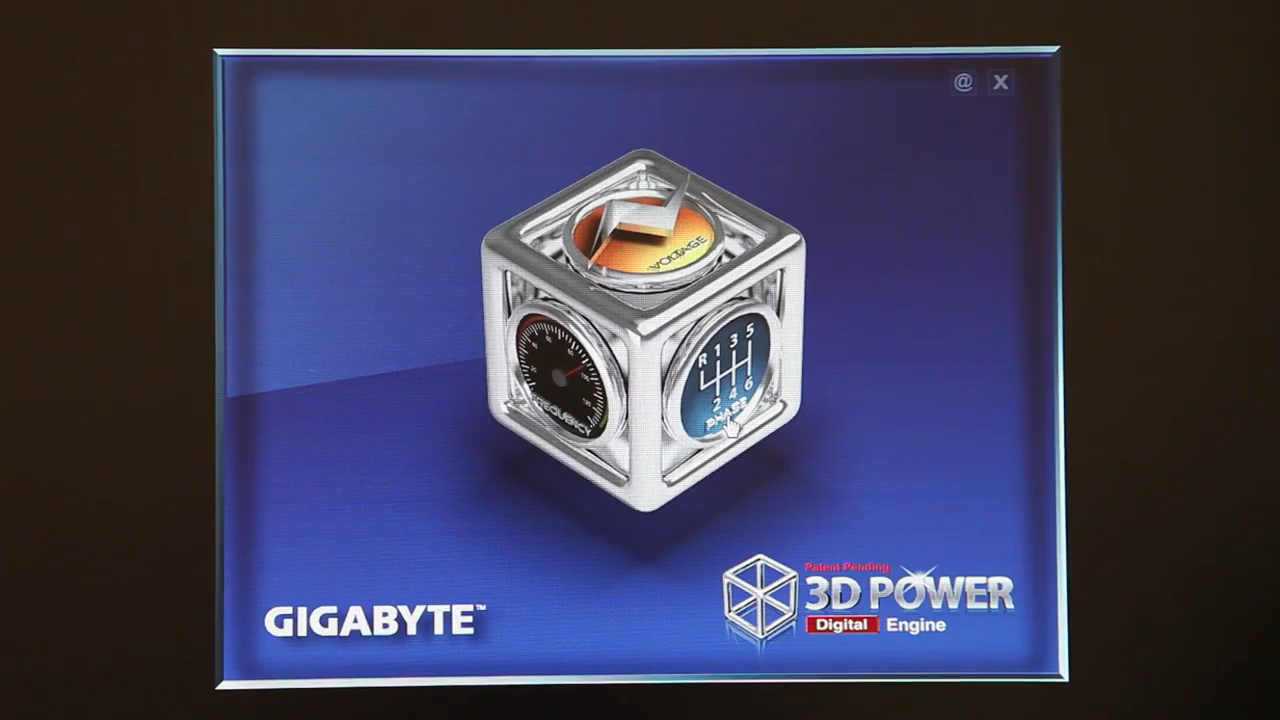 @ X
VOLTAGE
R 1 3 5
2 4 6
PHASE
FREQUENCY
GIGABYTE™
Patent Pending
3D POWER
Digital Engine